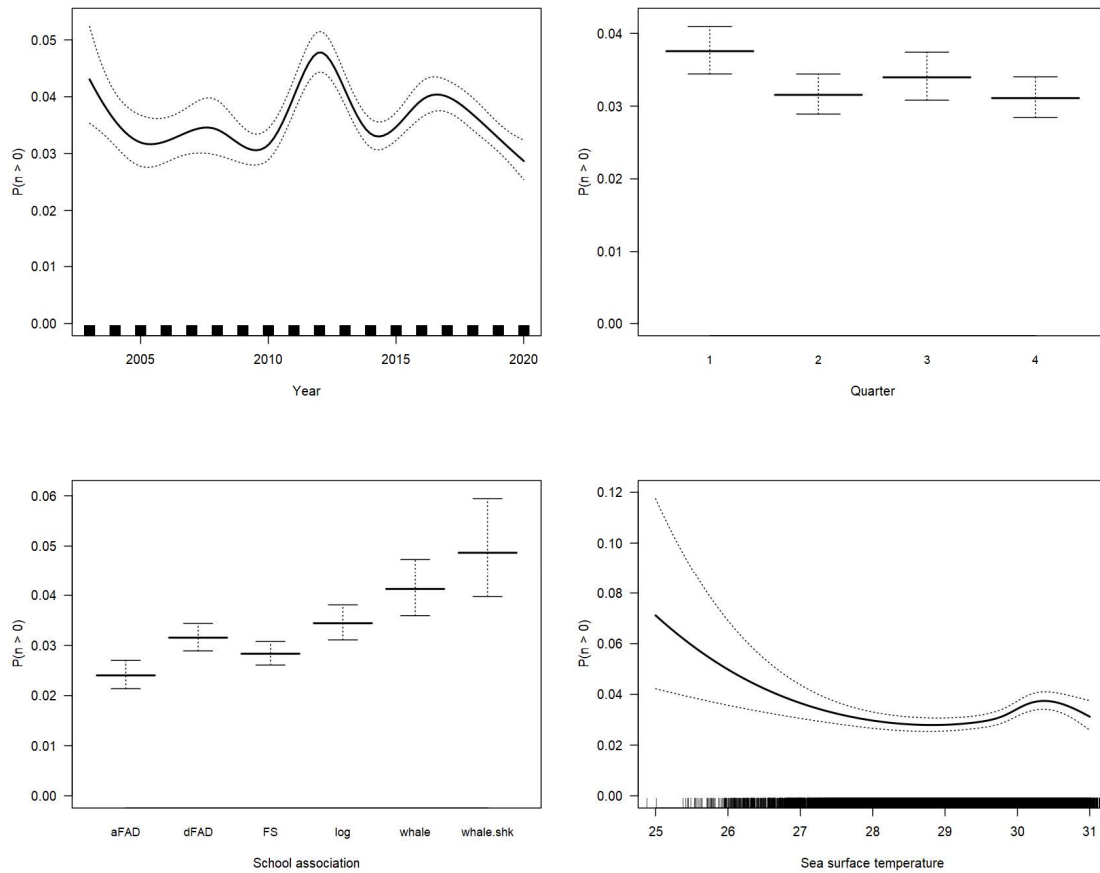 P(n > 0)
0.05
0.04
0.03
0.02
0.01
0.00
2005 2010 2015 2020
Year
P(n > 0)
0.04
0.03
0.02
0.01
0.00
1 2 3 4
Quarter
P(n > 0)
0.06
0.05
0.04
0.03
0.02
0.01
0.00
aFAD dFAD FS log whale whale.shk
School association
P(n > 0)
0.12
0.10
0.08
0.06
0.04
0.02
0.00
25 26 27 28 29 30 31
Sea surface temperature